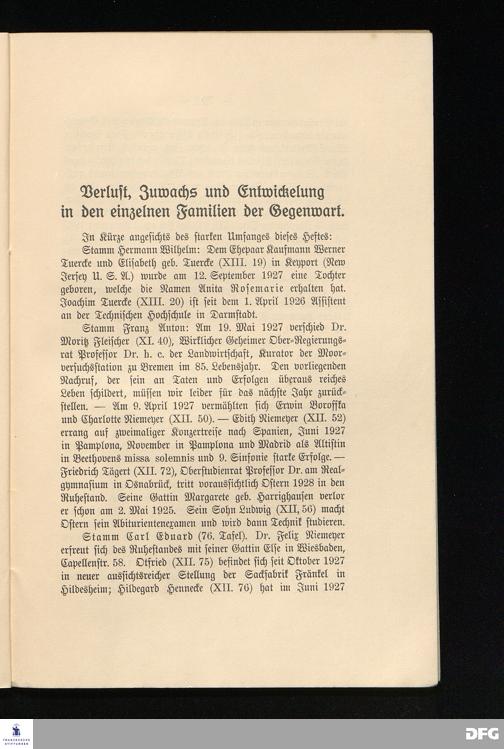 Verlust, Zuwachs und Entwickelung
in den einzelnen Familien der Gegenwart.
In Kürze angesichts des starken Umfanges dieses Heftes:
Stamm Hermann Wilhelm: Dem Ehepaar Kaufmann Werner
Tuercke und Elisabeth geb. Tuercke (XIII. 19) in Keyport (New
Jersey U. S. A.) wurde am 12. September 1927 eine Tochter
geboren, welche die Namen Anita Rosemarie erhalten hat.
Joachim Tuercke (XIII. 20) ist seit dem 1. April 1926 Assistent
an der Technischen Hochschule in Darmstadt.
Stamm Franz Anton: Am 19. Mai 1927 verschied Dr.
Moritz Fleischer (XI. 40), Wirklicher Geheimer Ober-Regierungs-
rat Professor Dr. h. c. der Landwirtschaft, Kurator der Moor-
versuchsstation zu Bremen im 85. Lebensjahr. Den vorliegenden
Nachruf, der sein an Taten und Erfolgen überaus reiches
Leben schildert, müssen wir leider für das nächste Jahr zurück-
stellen. — Am 9. April 1927 vermählten sich Erwin Boroffka
und Charlotte Niemeyer (XII. 50). — Edith Niemeyer (XII. 52)
errang auf zweimaliger Konzertreise nach Spanien, Juni 1927
in Pamplona, November in Pamplona und Madrid als Altistin
in Beethovens missa solemnis und 9. Sinfonie starke Erfolge. —
Friedrich Tägert (XII. 72), Oberstudienrat Professor Dr. am Real-
gymnasium in Osnabrück, tritt voraussichtlich Ostern 1928 in den
Ruhestand. Seine Gattin Margarete geb. Harrighausen verlor
er schon am 2. Mai 1925. Sein Sohn Ludwig (XII, 56) macht
Ostern sein Abiturientenexamen und wird dann Technik studieren.
Stamm Carl Eduard (76. Tafel). Dr. Felix Niemeyer
erfreut sich des Ruhestandes mit seiner Gattin Else in Wiesbaden,
Capellenstr. 58. Otfried (XII. 75) befindet sich seit Oktober 1927
in neuer aussichtsreicher Stellung der Sackfabrik Fränkel in
Hildesheim; Hildegard Hennecke (XII. 76) hat im Juni 1927
FRANCKESCHE
STIFTUNGEN
DFG